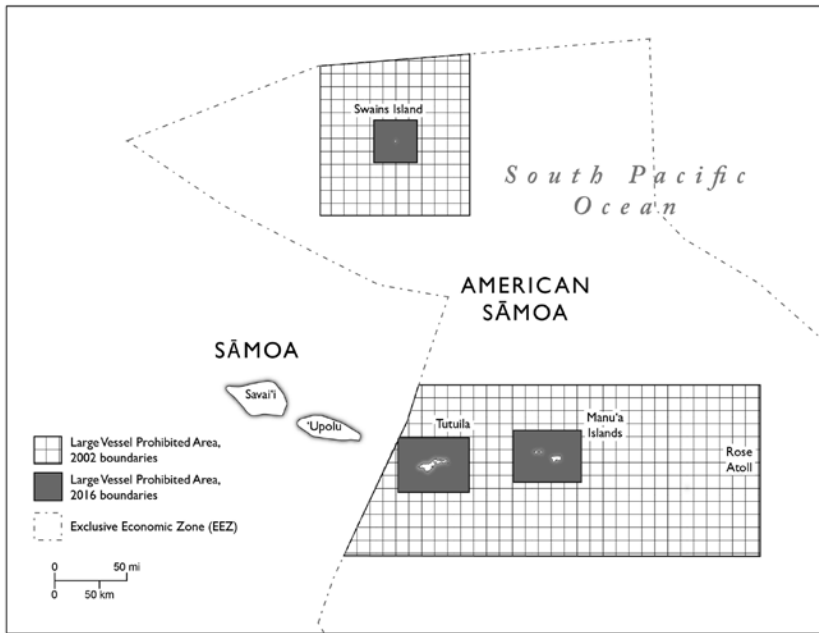 Swains Island
South Pacific
Ocean
AMERICAN
SĀMOA
SĀMOA
Savai'i
'Upolu
Tutuila
Manu'a
Islands
Rose
Atoll
Large Vessel Prohibited Area,
2002 boundaries
Large Vessel Prohibited Area,
2016 boundaries
Exclusive Economic Zone (EEZ)
0 50 mi
0 50 km